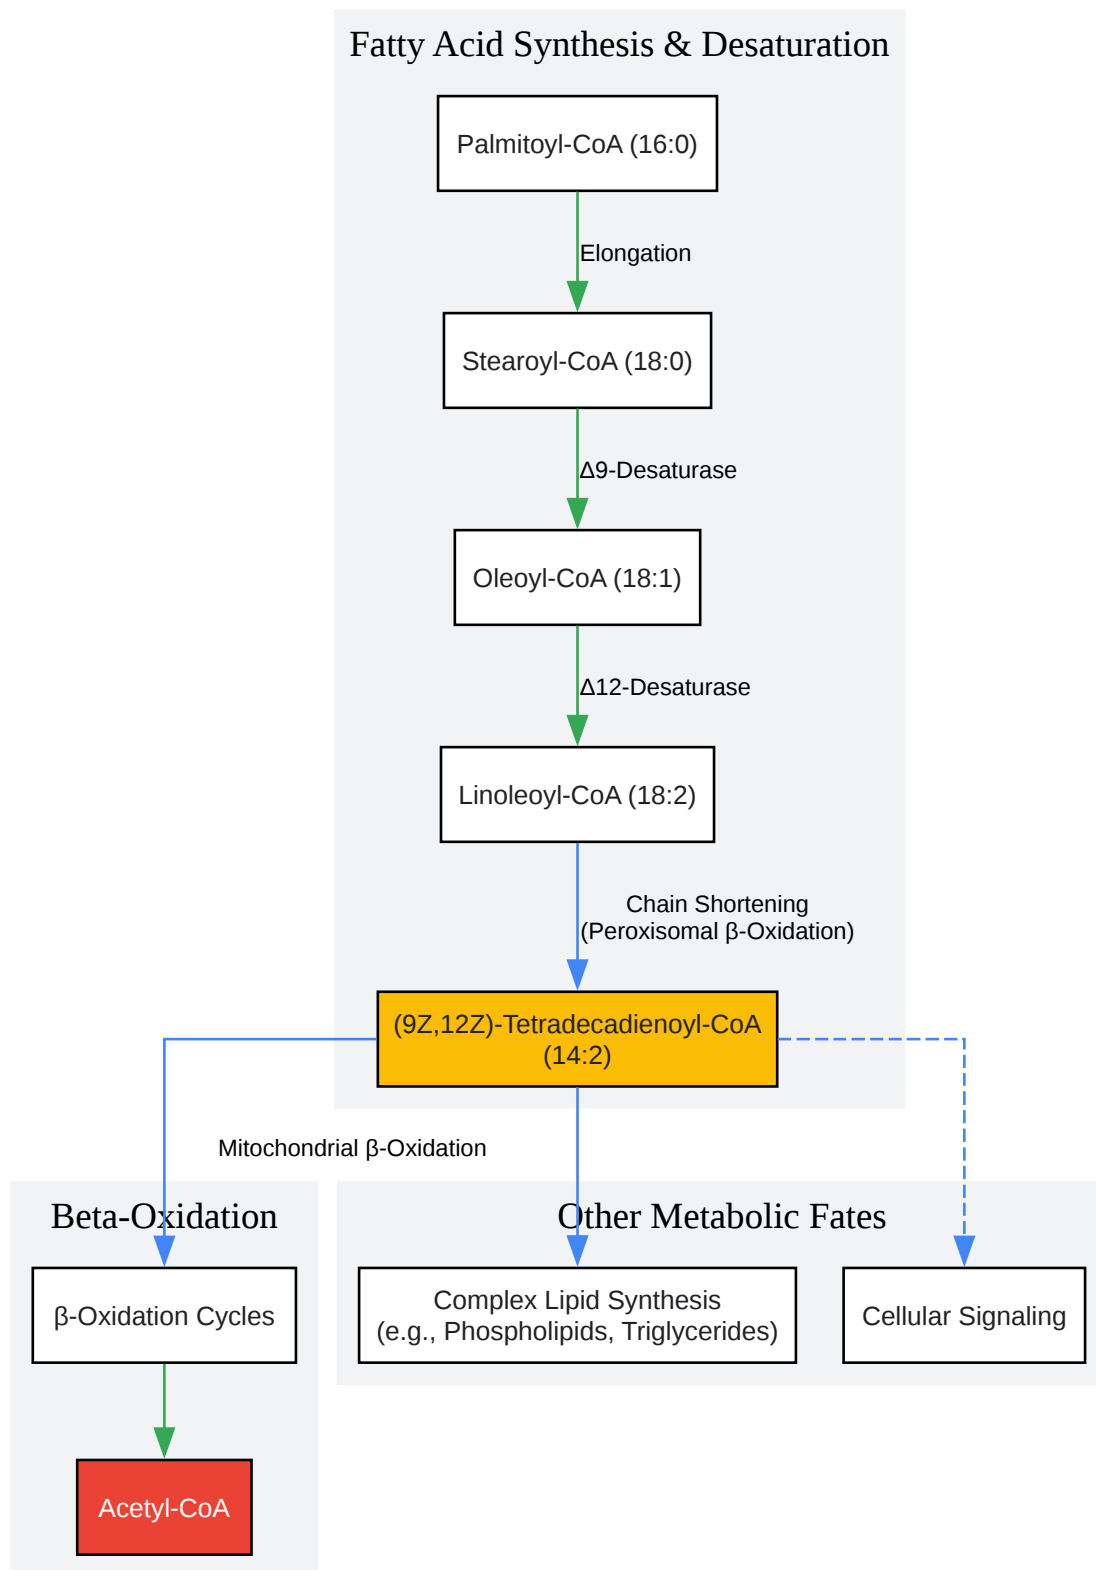 Fatty Acid Synthesis & Desaturation
Palmitoyl-CoA (16:0)
Elongation
Stearoyl-CoA (18:0)
Δ9-Desaturase
Oleoyl-CoA (18:1)
Δ12-Desaturase
Linoleoyl-CoA (18:2)
Chain Shortening
(Peroxisomal β-Oxidation)
(9Z,12Z)-Tetradecadienoyl-CoA
(14:2)
Mitochondrial β-Oxidation
Beta-Oxidation
β-Oxidation Cycles
Acetyl-CoA
Other Metabolic Fates
Complex Lipid Synthesis
(e.g., Phospholipids, Triglycerides)
Cellular Signaling